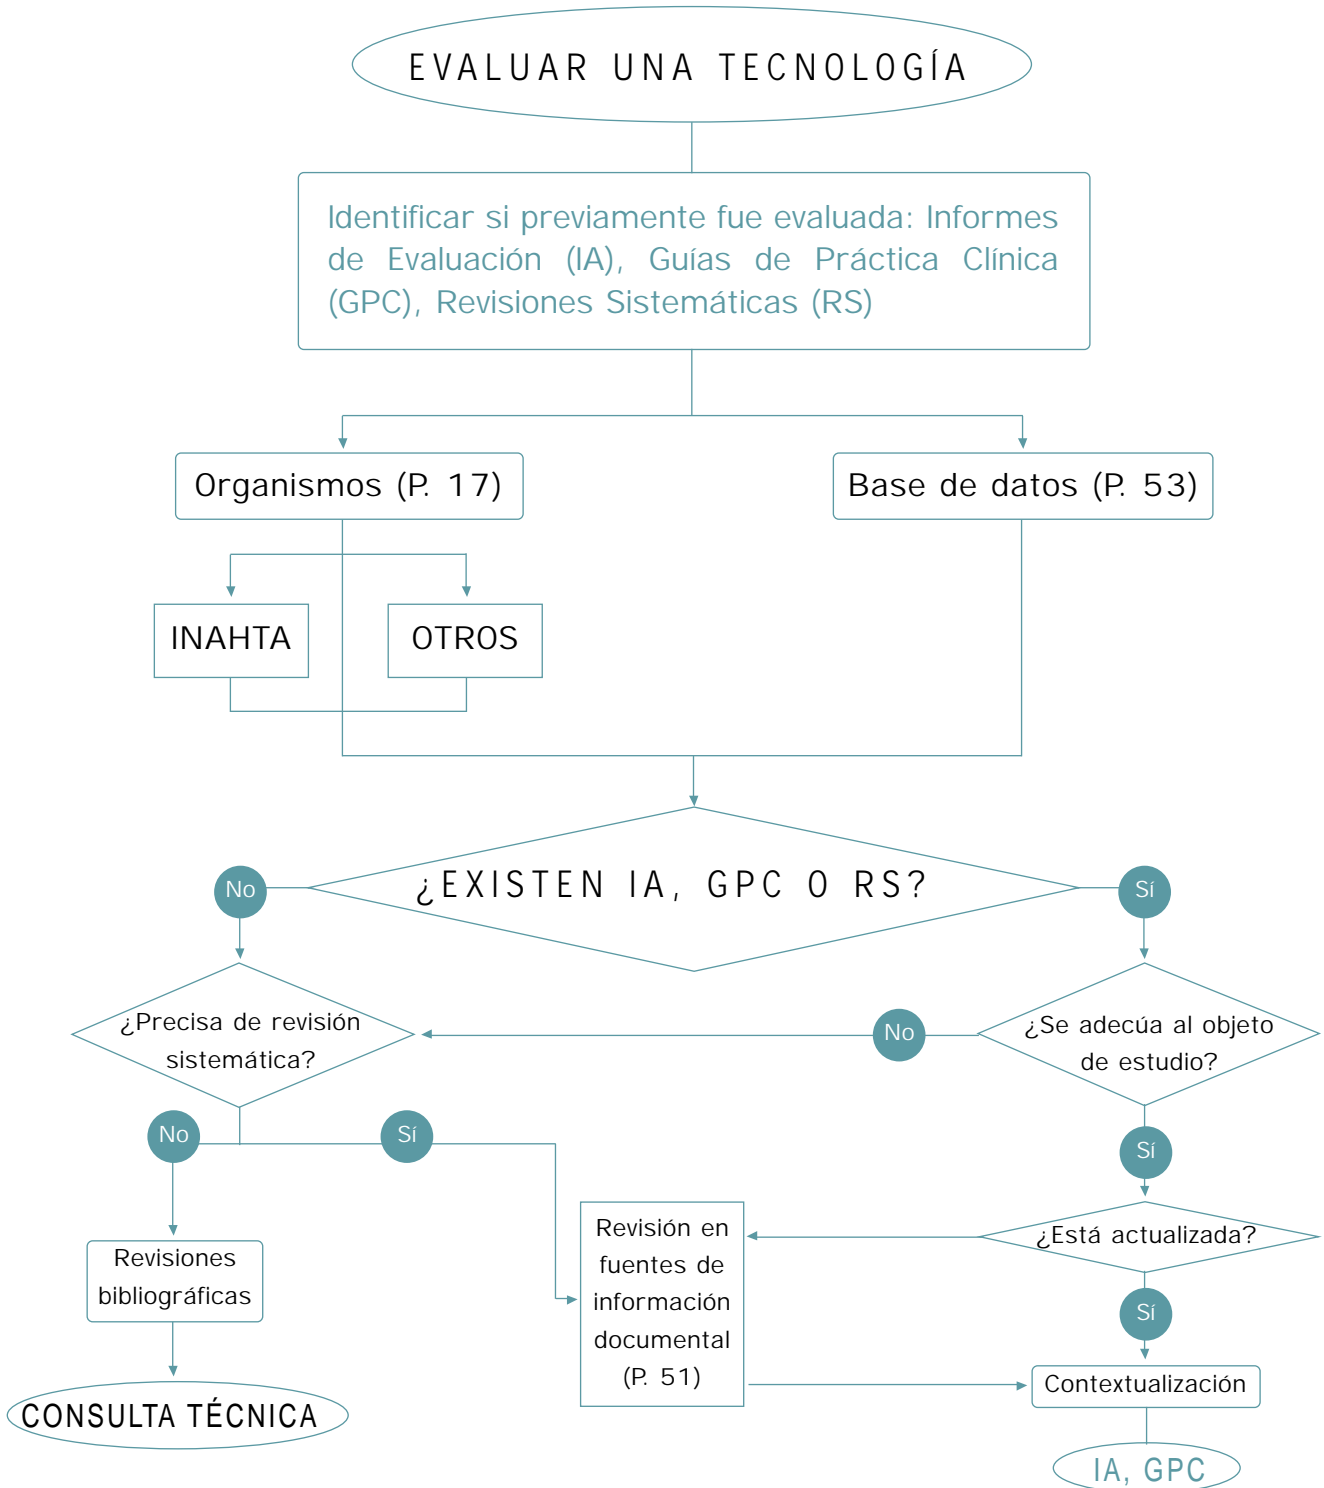 EVALUAR UNA TECNOLOGÍA
Identificar si previamente fue evaluada: Informes
de Evaluación (IA), Guías de Práctica Clínica
(GPC), Revisiones Sistemáticas (RS)
Organismos (P. 17)
Base de datos (P. 53)
INAHTA
OTROS
¿EXISTEN IA, GPC O RS?
No
Sí
¿Precisa de revisión
sistemática?
No
¿Se adecúa al objeto
de estudio?
No
Sí
Sí
Revisiones
bibliográficas
Revisión en
fuentes de
información
documental
(P. 51)
¿Está actualizada?
Sí
Contextualización
CONSULTA TÉCNICA
IA, GPC